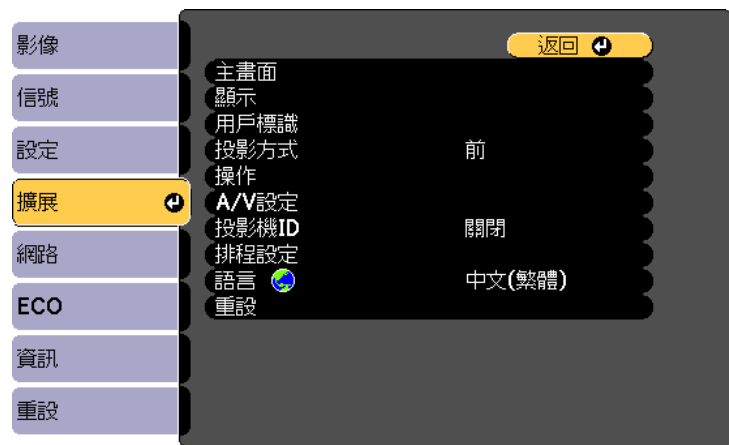 影像
信號
設定
擴展
網路
ECO
資訊
重設
返回
主畫面
顯示
用戶標識
投影方式 前
操作
A/V設定
投影機ID 關閉
排程設定
語言 中文(繁體)
重設